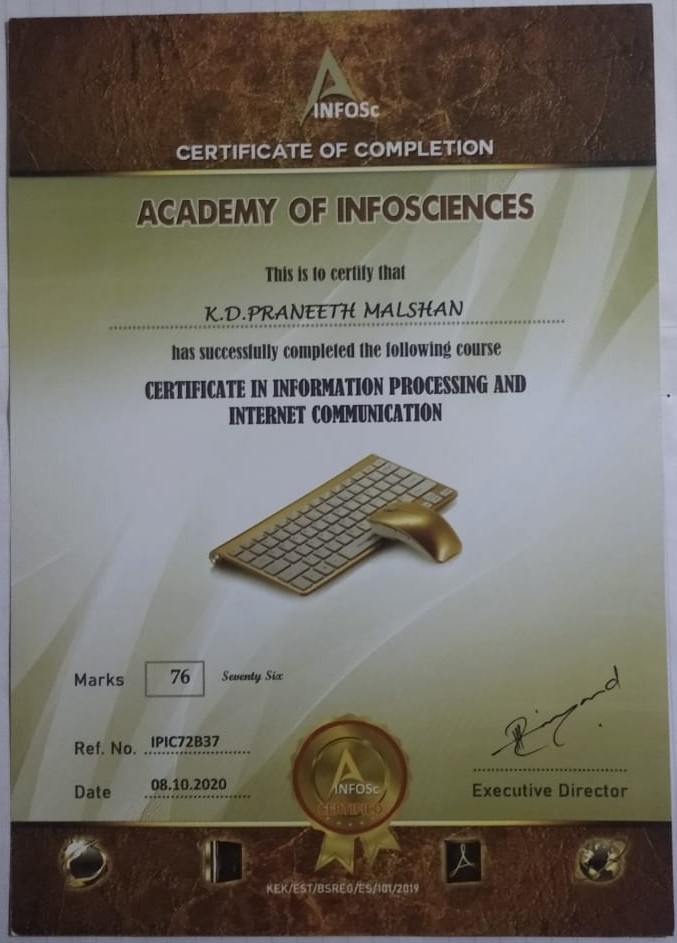 INFOSc
CERTIFICATE OF COMPLETION
ACADEMY OF INFOSCIENCES
This is to certify that
K.D.PRANEETH MALSHAN
has successfully completed the following course
CERTIFICATE IN INFORMATION PROCESSING AND
INTERNET COMMUNICATION
Marks 76 Seventy Six
Ref. No. IPIC72B37
Date 08.10.2020
Executive Director
INFOSc
CERTIFIED
KEK/EST/BSREG/ES/101/2019